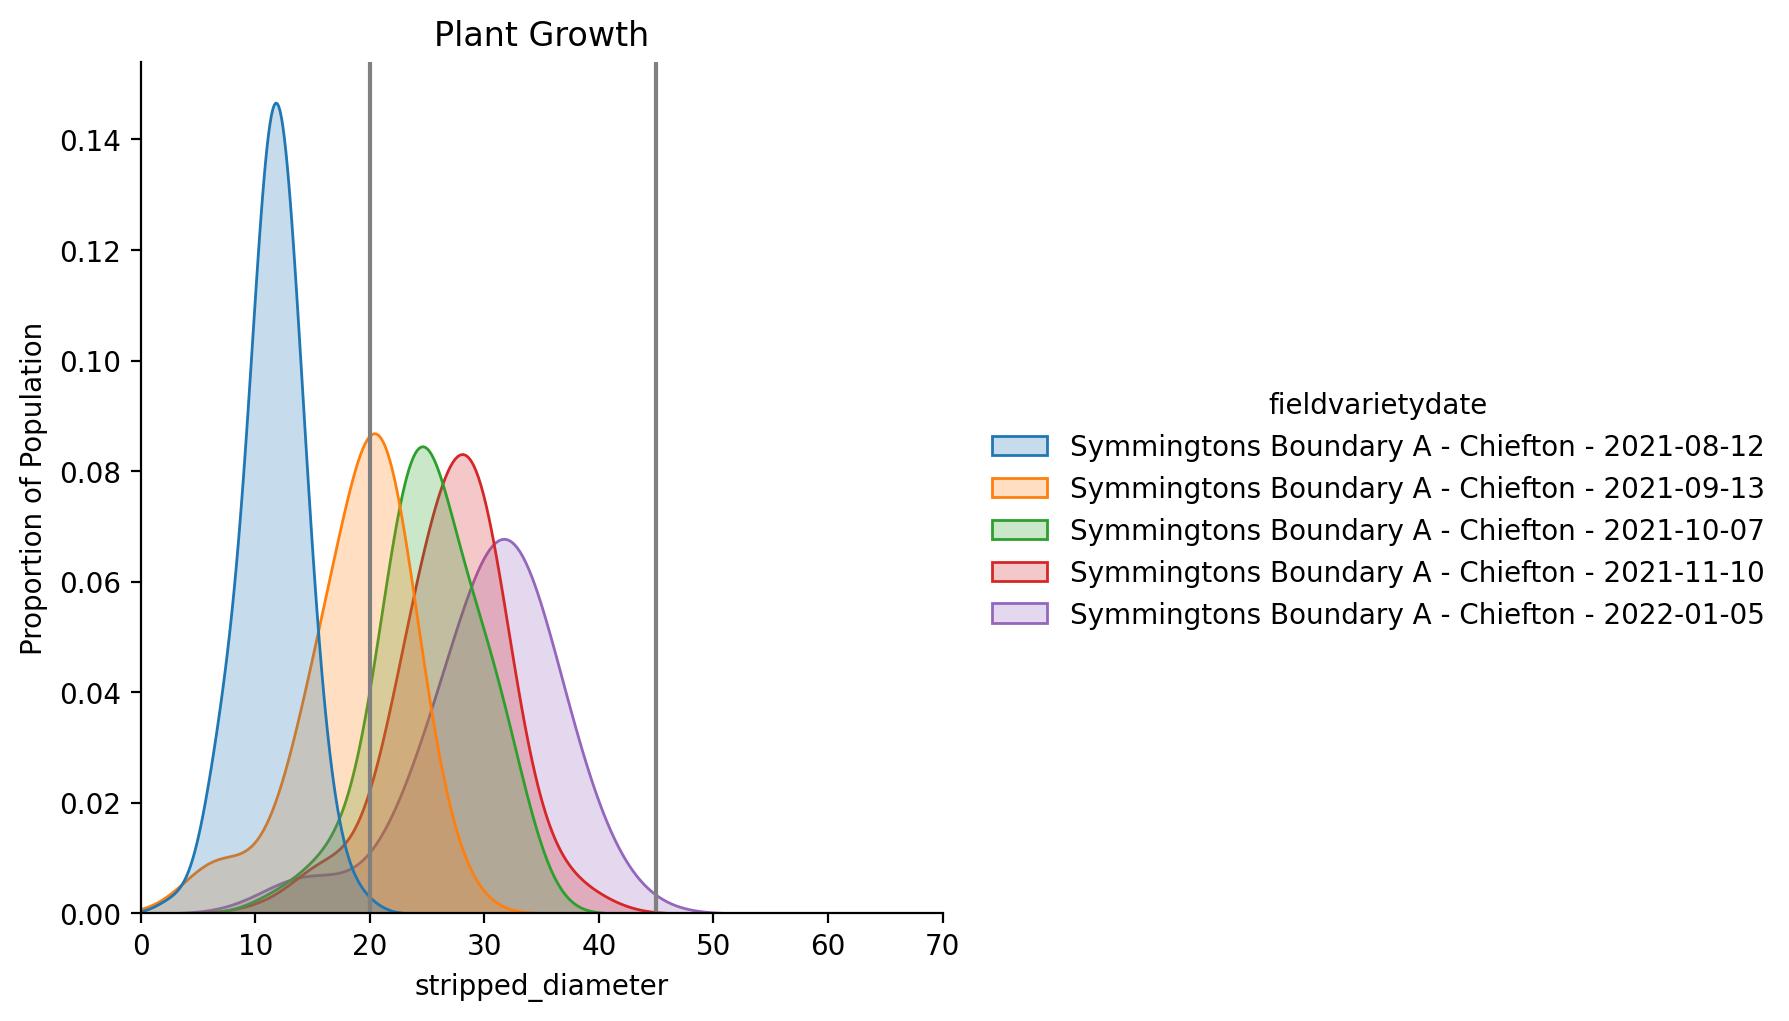 Plant Growth
0.14
0.12
0.10
0.08
0.06
0.04
0.02
0.00
Proportion of Population
0 10 20 30 40 50 60 70
stripped_diameter
fieldvarietydate
Symmingtons Boundary A - Chiefton - 2021-08-12
Symmingtons Boundary A - Chiefton - 2021-09-13
Symmingtons Boundary A - Chiefton - 2021-10-07
Symmingtons Boundary A - Chiefton - 2021-11-10
Symmingtons Boundary A - Chiefton - 2022-01-05